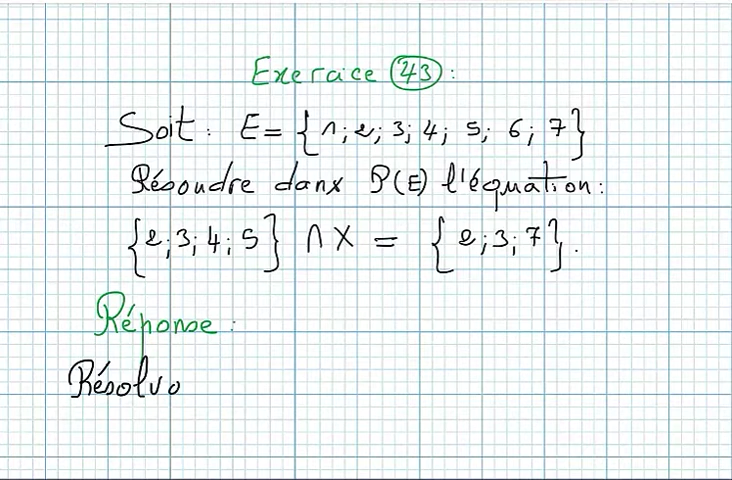 Exercice 43 :
Soit : E = { 1 ; 2 ; 3 ; 4 ; 5 ; 6 ; 7 }
Résoudre dans P(E) l'équation :
{ 2 ; 3 ; 4 ; 5 } ∩ X = { 2 ; 3 ; 7 } .
Réponse :
Résolvo